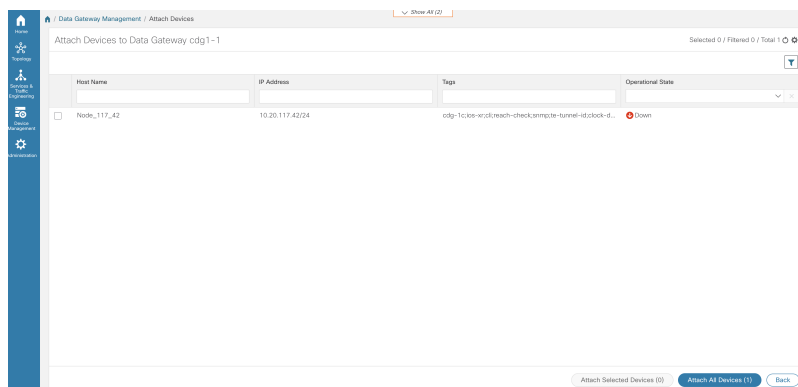 Show All (2)
Home
/ Data Gateway Management / Attach Devices
Attach Devices to Data Gateway cdg1-1
Selected 0 / Filtered 0 / Total 1
Topology
Services & Traffic Engineering
Device Management
Administration
Host Name IP Address Tags Operational State
Node_117_42 10.20.117.42/24 cdg-1c;ios-xr;cli;reach-check;snmp;te-tunnel-id;clock-d... Down
Attach Selected Devices (0) Attach All Devices (1) Back